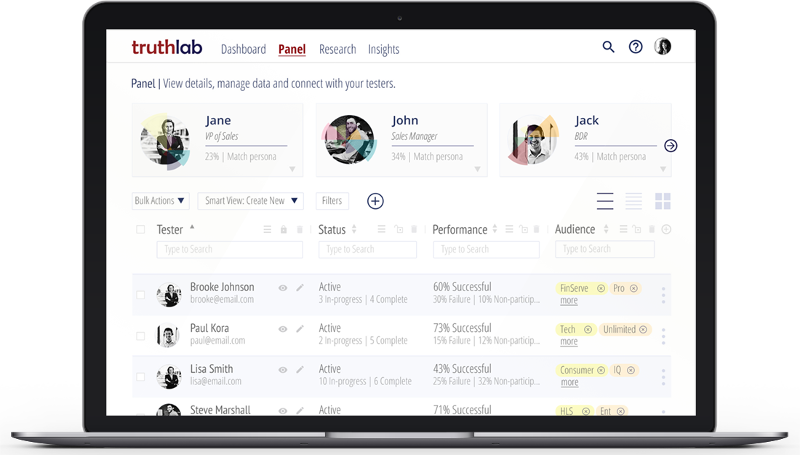 truthlab Dashboard Panel Research Insights
Panel | View details, manage data and connect with your testers.
Jane
VP of Sales
23% | Match persona
John
Sales Manager
34% | Match persona
Jack
BDR
43% | Match persona
Bulk Actions Smart View: Create New Filters
Tester Status Performance Audience
Type to Search Type to Search Type to Search Type to Search
Brooke Johnson Active 60% Successful FinServe Pro
brooke@email.com 3 In-progress | 4 Complete 30% Failure | 10% Non-particip... more
Paul Kora Active 73% Successful Tech Unlimited
paul@email.com 2 In-progress | 5 Complete 15% Failure | 12% Non-particip... more
Lisa Smith Active 43% Successful Consumer IQ
lisa@email.com 10 In-progress | 6 Complete 25% Failure | 32% Non-particip... more
Steve Marshall Active 71% Successful HLS Ent